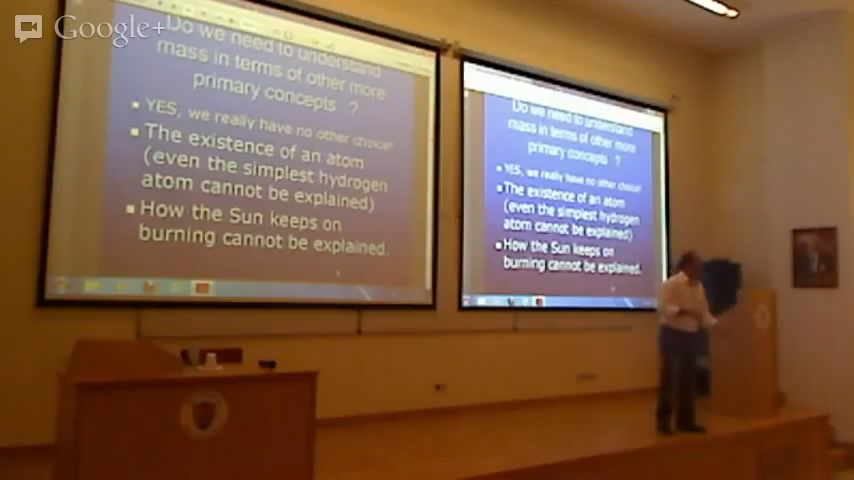 Google+
Do we need to understand
mass in terms of other more
primary concepts ?
YES, we really have no other choice!
The existence of an atom
(even the simplest hydrogen
atom cannot be explained)
How the Sun keeps on
burning cannot be explained.
Do we need to understand
mass in terms of other more
primary concepts ?
YES, we really have no other choice!
The existence of an atom
(even the simplest hydrogen
atom cannot be explained)
How the Sun keeps on
burning cannot be explained.